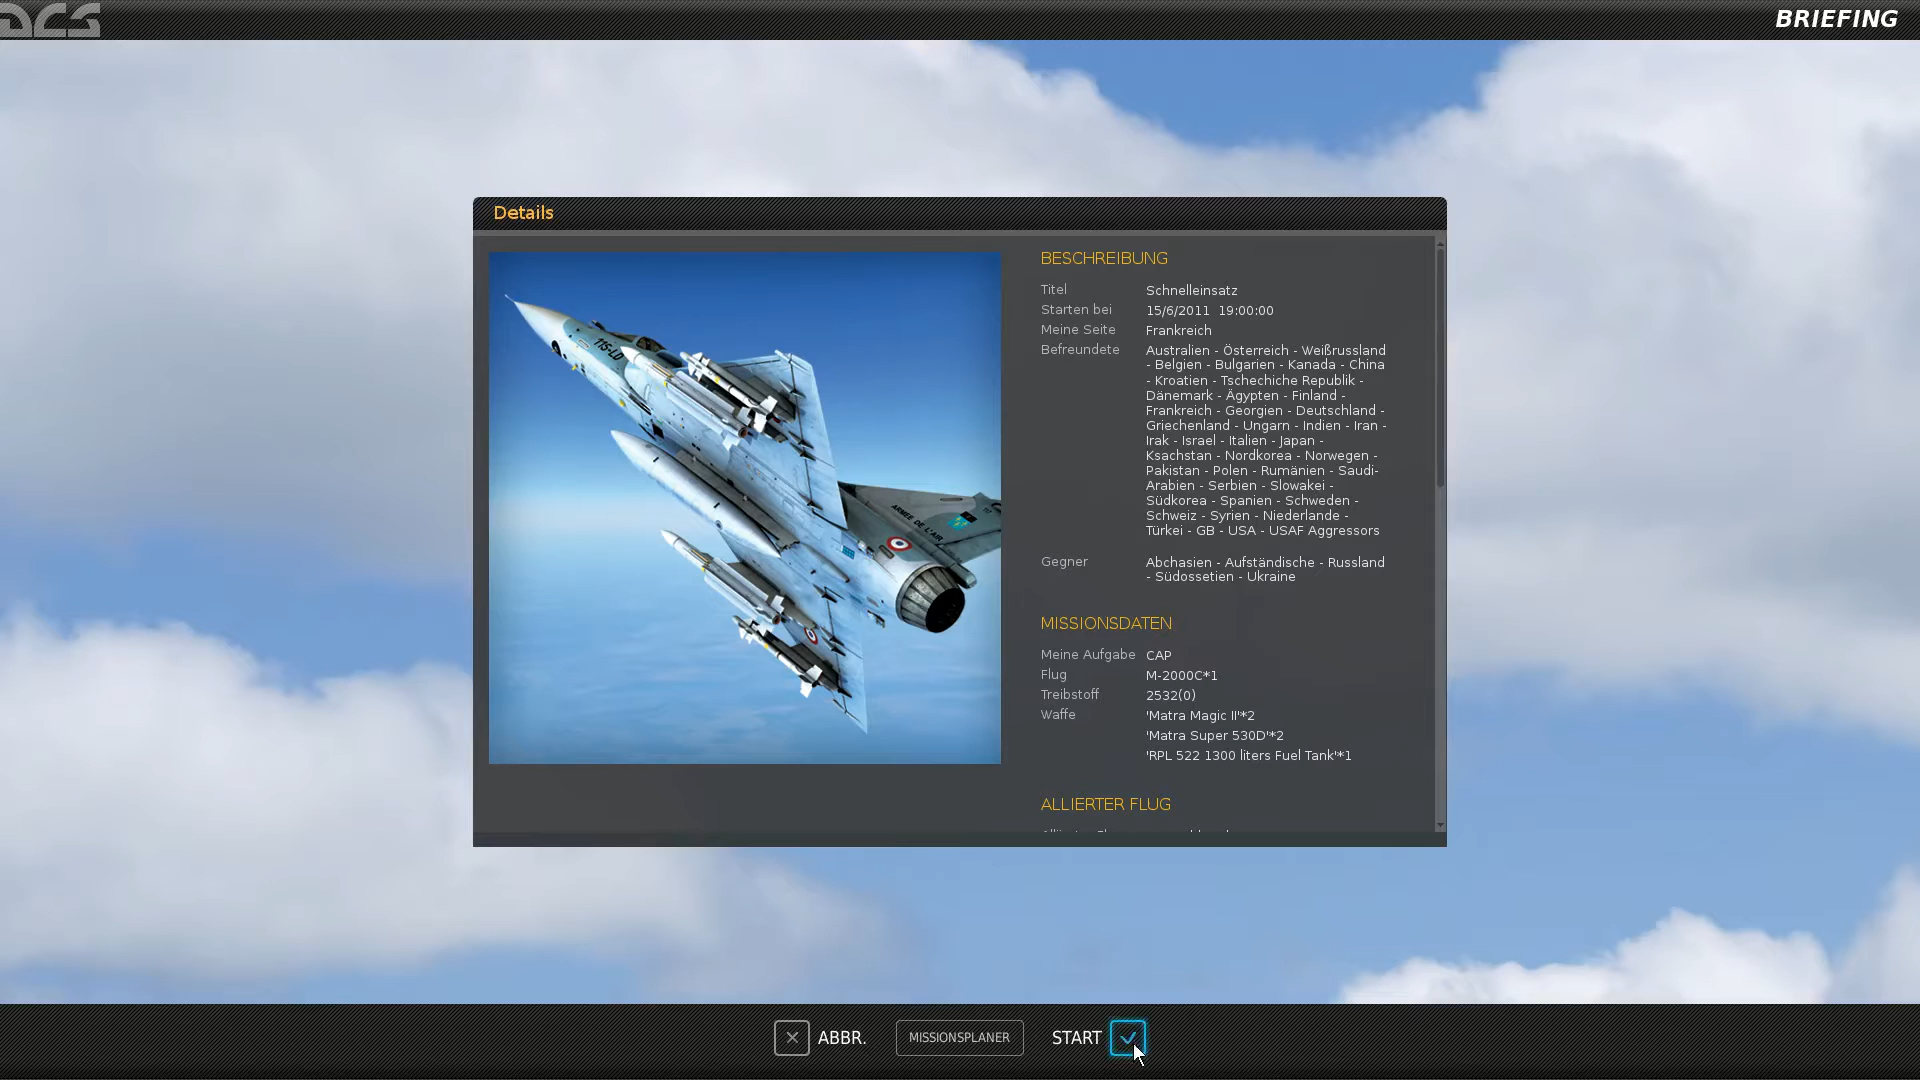 DCS
BRIEFING
Details
115-LD
ARMEE DE L'AIR
BESCHREIBUNG
Titel Schnelleinsatz
Starten bei 15/6/2011 19:00:00
Meine Seite Frankreich
Befreundete Australien - Österreich - Weißrussland
- Belgien - Bulgarien - Kanada - China
- Kroatien - Tschechiche Republik -
Dänemark - Ägypten - Finland -
Frankreich - Georgien - Deutschland -
Griechenland - Ungarn - Indien - Iran -
Irak - Israel - Italien - Japan -
Ksachstan - Nordkorea - Norwegen -
Pakistan - Polen - Rumänien - Saudi-
Arabien - Serbien - Slowakei -
Südkorea - Spanien - Schweden -
Schweiz - Syrien - Niederlande -
Türkei - GB - USA - USAF Aggressors
Gegner Abchasien - Aufständische - Russland
- Südossetien - Ukraine
MISSIONSDATEN
Meine Aufgabe CAP
Flug M-2000C*1
Treibstoff 2532(0)
Waffe 'Matra Magic II'*2
'Matra Super 530D'*2
'RPL 522 1300 liters Fuel Tank'*1
ALLIERTER FLUG
ABBR.
MISSIONSPLANER
START